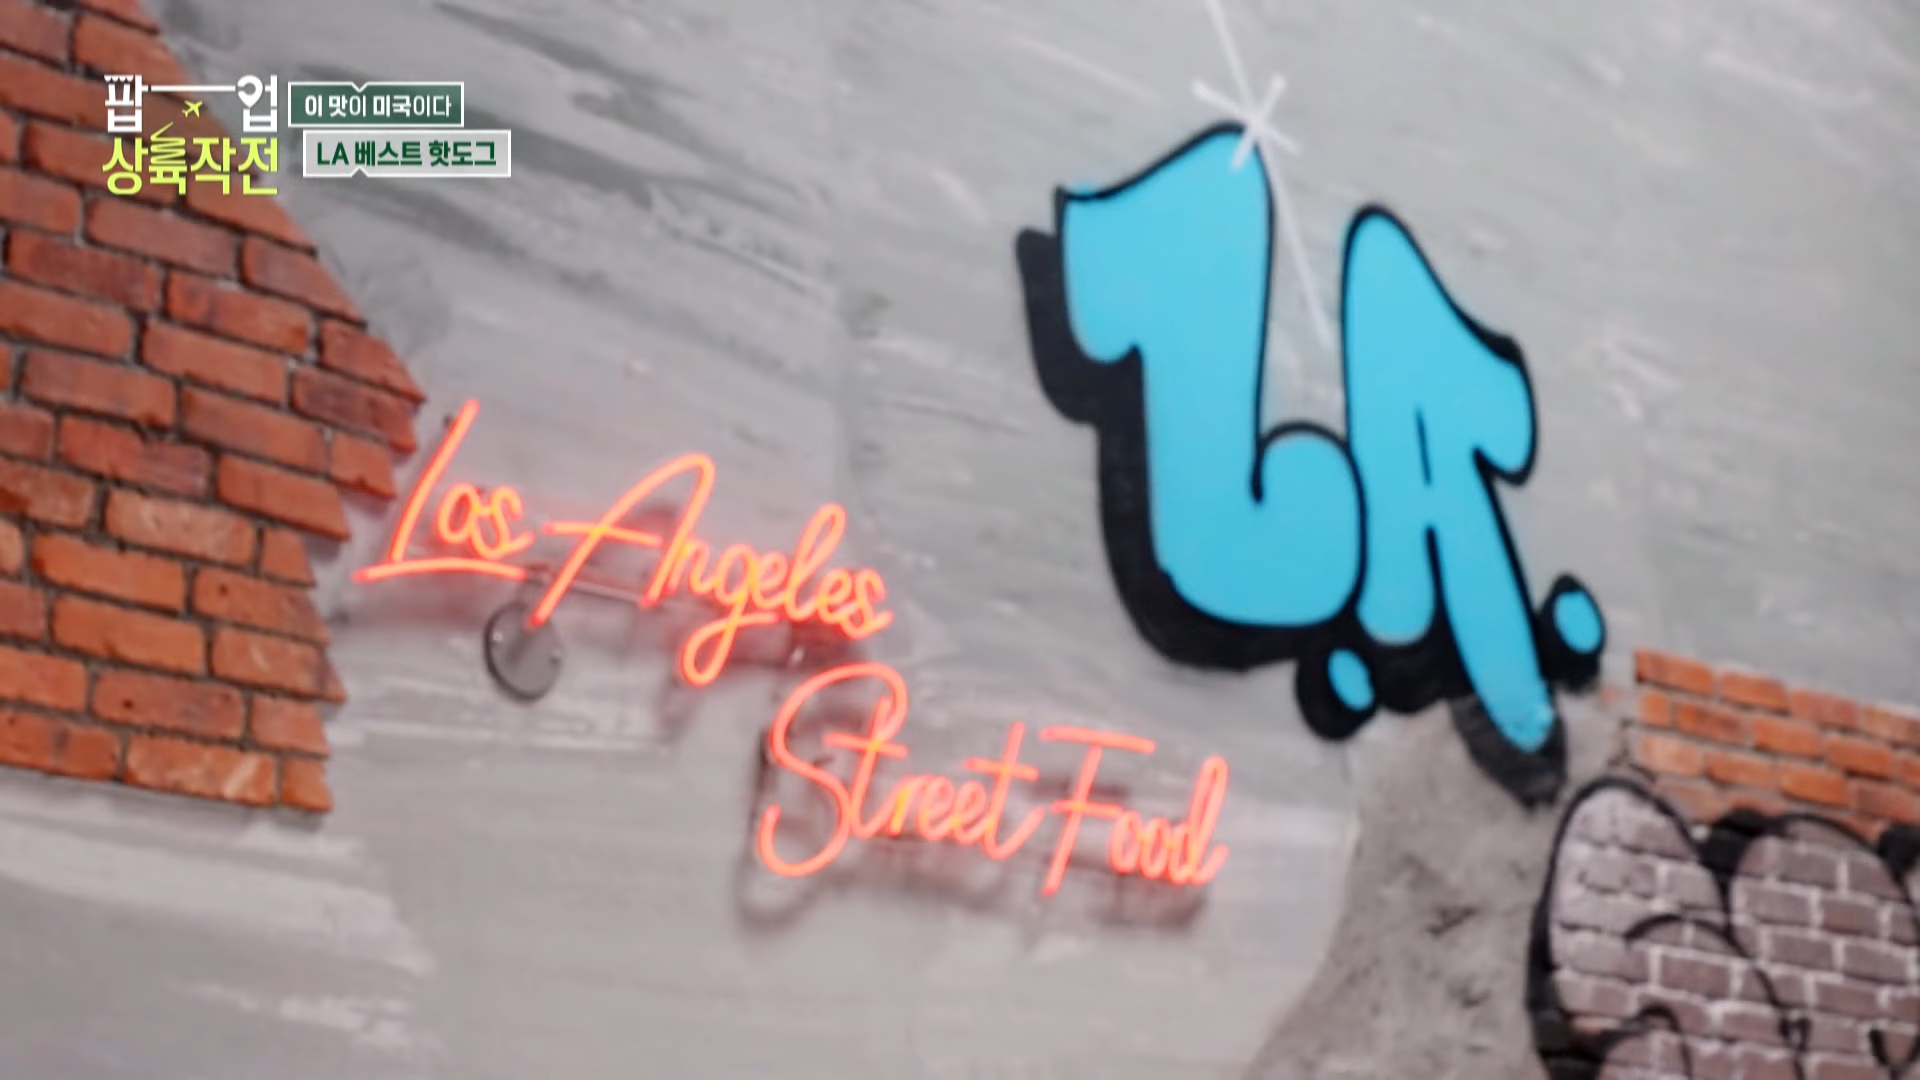 팝업
상륙작전
이 맛이 미국이다
LA 베스트 핫도그
LA
Los Angeles
Street Food